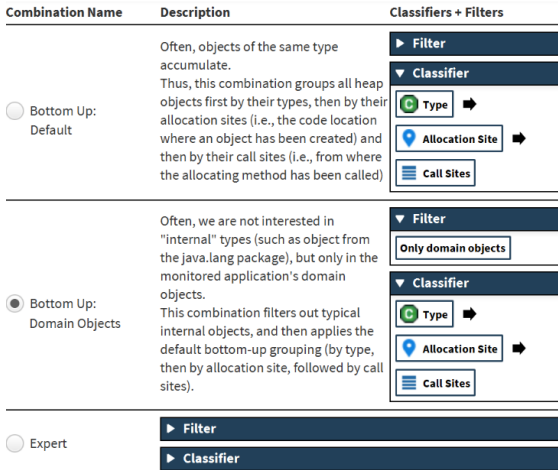 Combination Name Description Classifiers + Filters
Bottom Up:
Default
Often, objects of the same type
accumulate.
Thus, this combination groups all heap
objects first by their types, then by their
allocation sites (i.e., the code location
where an object has been created) and
then by their call sites (i.e., from where
the allocating method has been called)
Filter
Classifier
Type
Allocation Site
Call Sites
Bottom Up:
Domain Objects
Often, we are not interested in
"internal" types (such as object from
the java.lang package), but only in the
monitored application's domain
objects.
This combination filters out typical
internal objects, and then applies the
default bottom-up grouping (by type,
then by allocation site, followed by call
sites).
Filter
Only domain objects
Classifier
Type
Allocation Site
Call Sites
Expert
Filter
Classifier